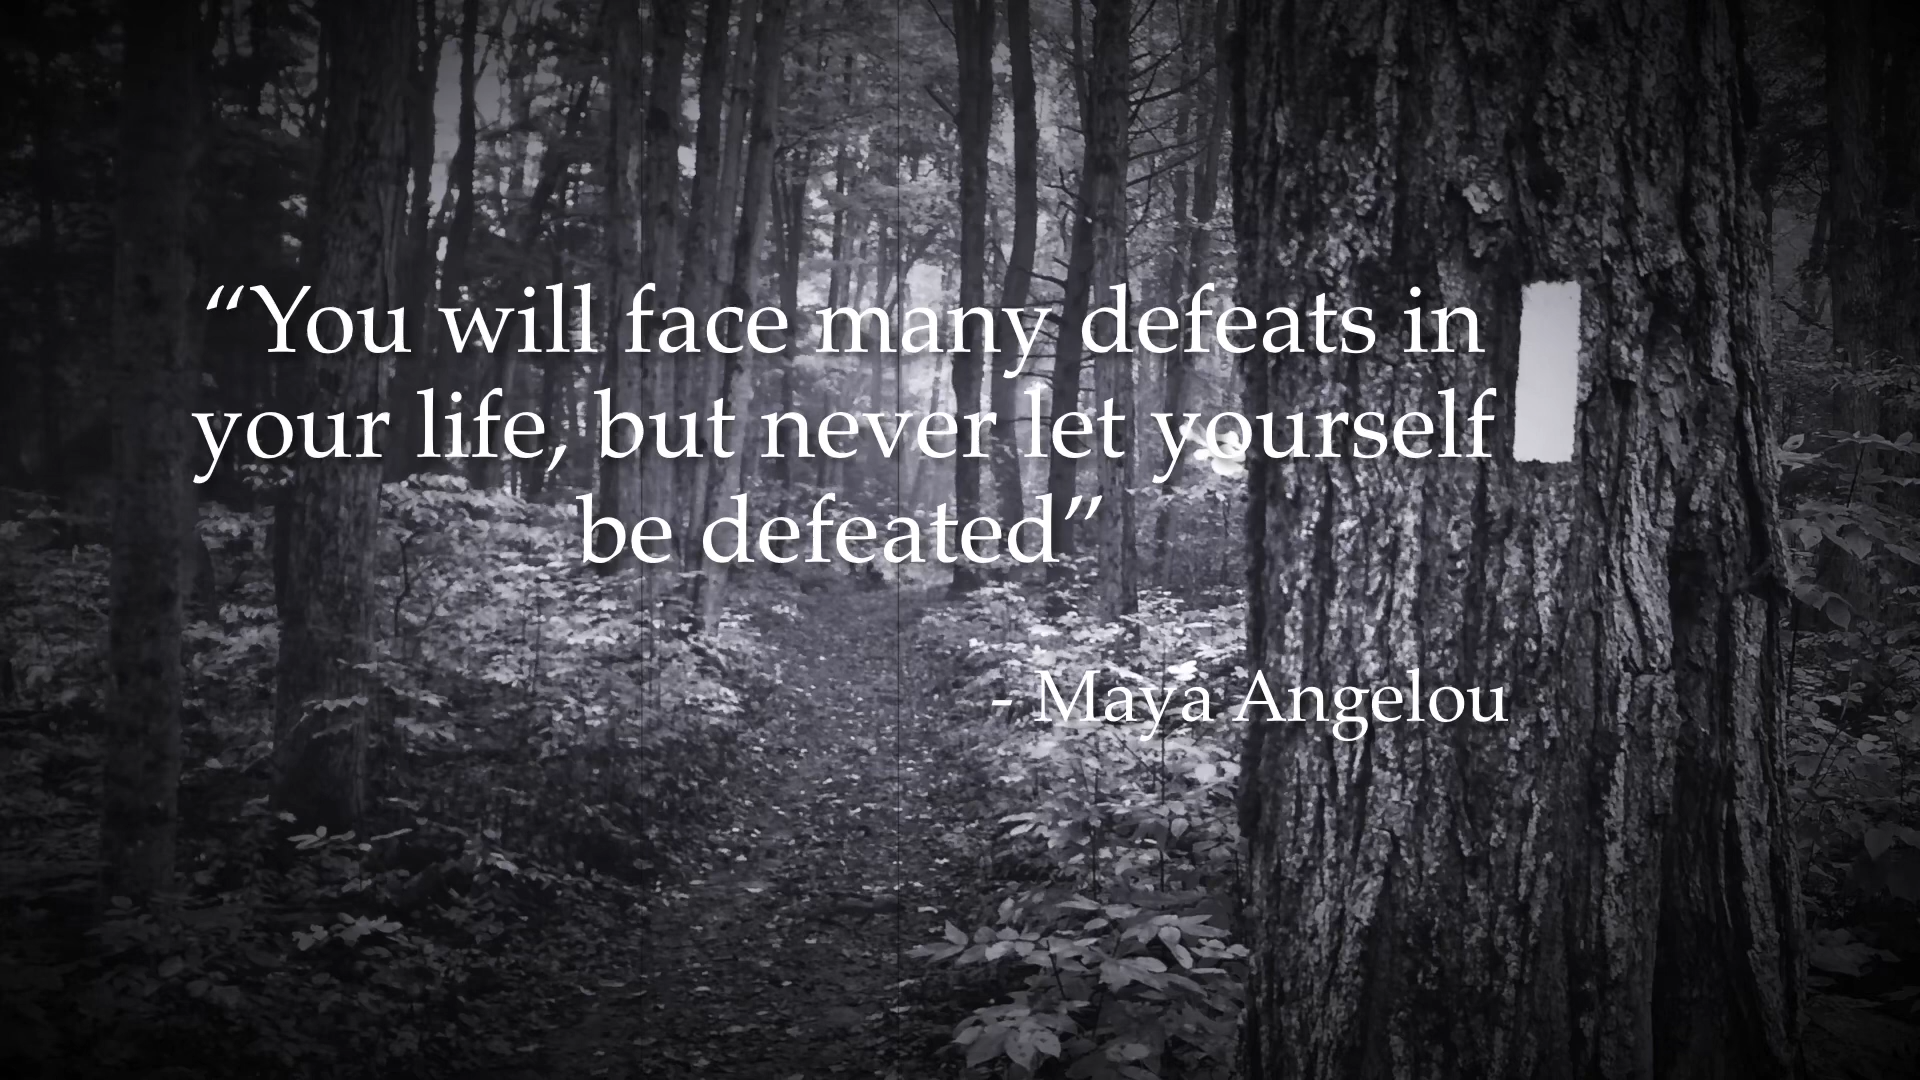 “You will face many defeats in
your life, but never let yourself
be defeated”
- Maya Angelou